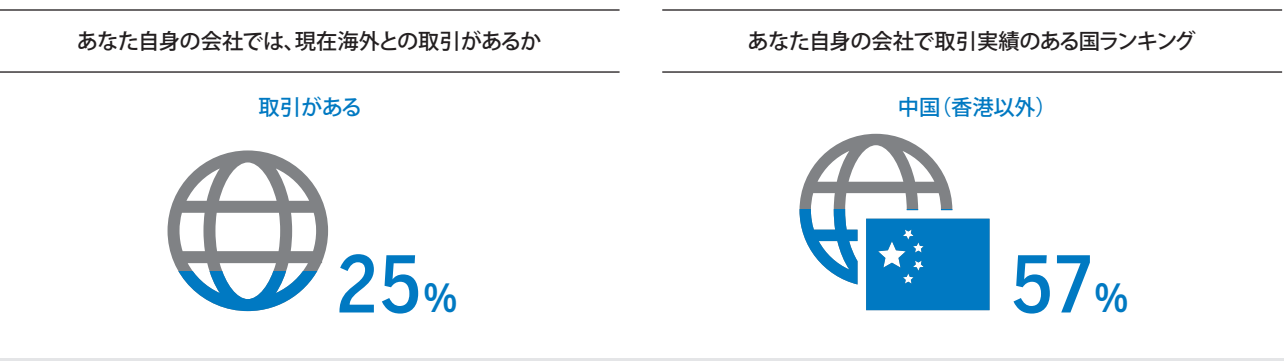 あなた自身の会社では、現在海外との取引があるか
取引がある
25%
あなた自身の会社で取引実績のある国ランキング
中国（香港以外）
57%